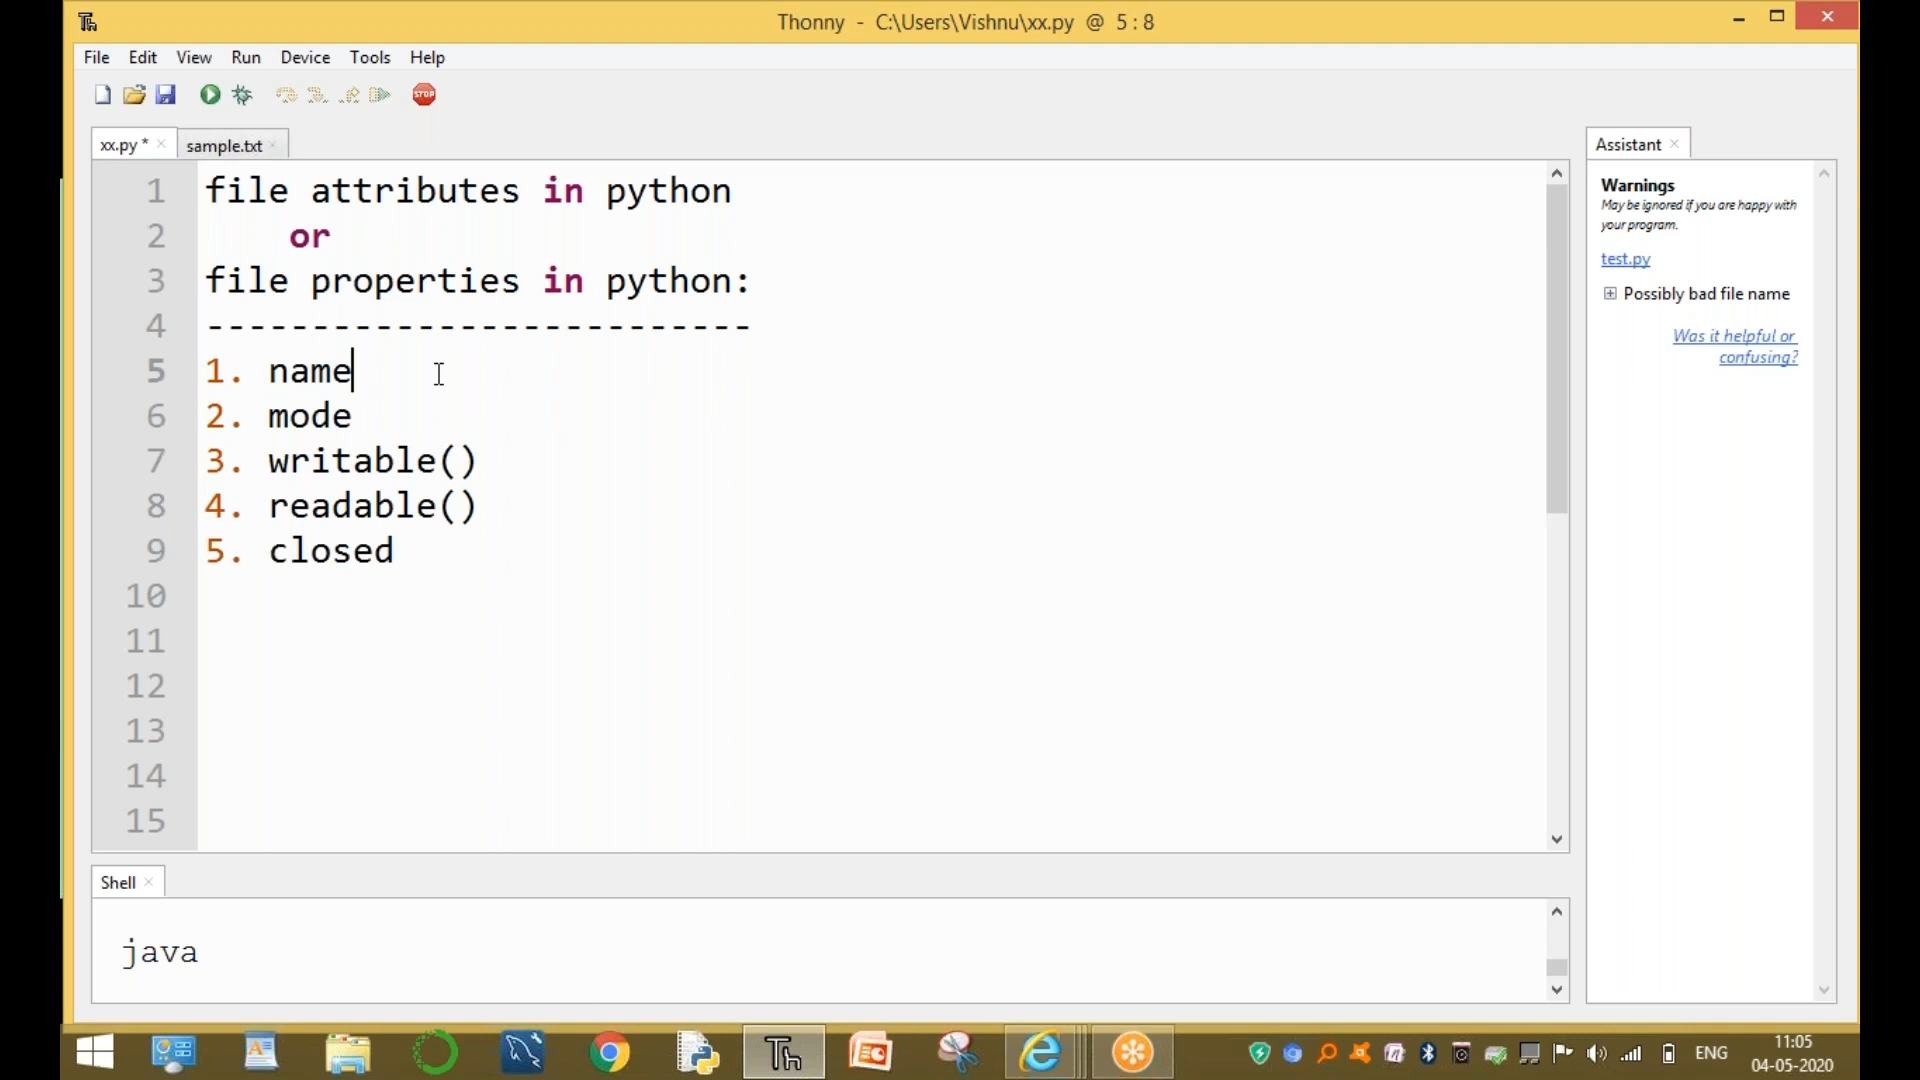 Th
Thonny - C:\Users\Vishnu\xx.py @ 5 : 8
File Edit View Run Device Tools Help
STOP
xx.py * × sample.txt ×
Assistant ×
1 file attributes in python
2 or
3 file properties in python:
4 --------------------------
5 1. name
6 2. mode
7 3. writable()
8 4. readable()
9 5. closed
10
11
12
13
14
15
Warnings
May be ignored if you are happy with
your program.
test.py
Possibly bad file name
Was it helpful or
confusing?
Shell ×
java
Th
ENG
11:05
04-05-2020